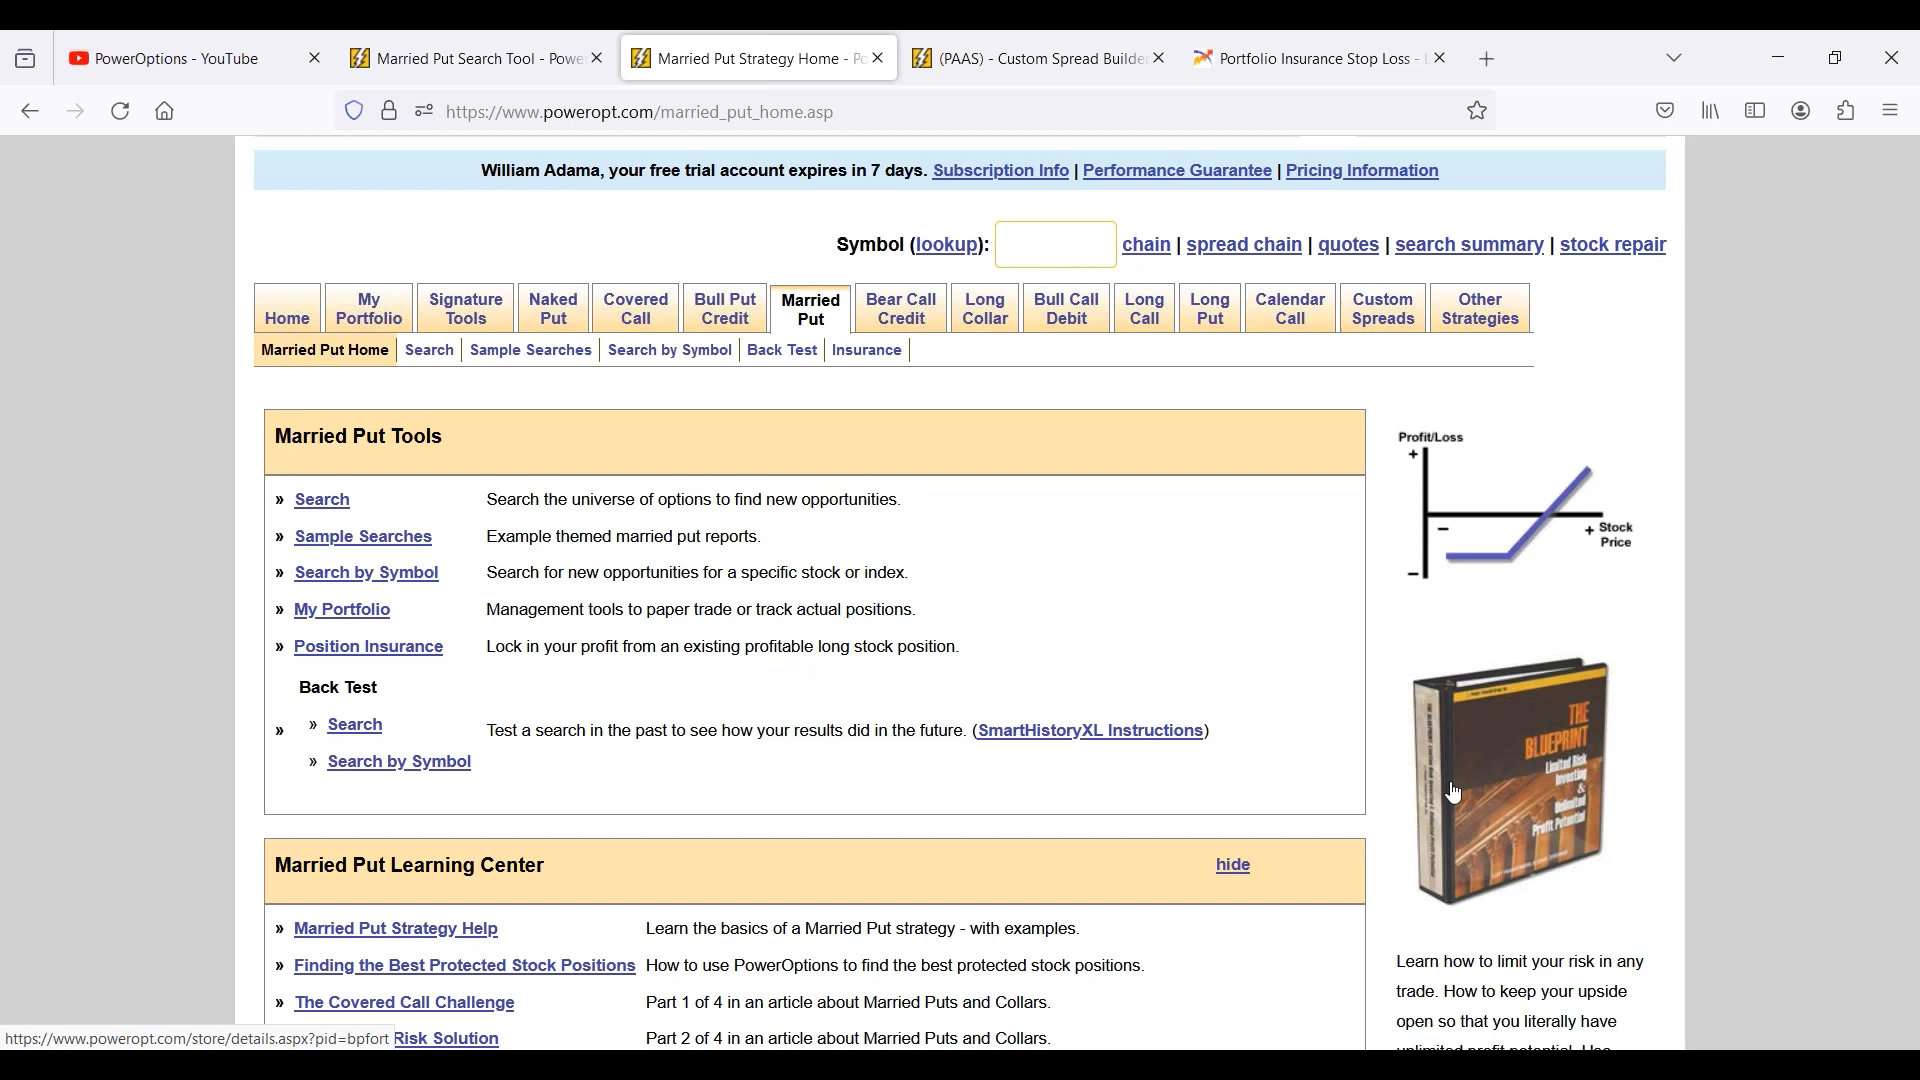 PowerOptions - YouTube
Married Put Search Tool - Power
Married Put Strategy Home - Po
(PAAS) - Custom Spread Builder
Portfolio Insurance Stop Loss -
https://www.poweropt.com/married_put_home.asp
William Adama, your free trial account expires in 7 days. Subscription Info | Performance Guarantee | Pricing Information
Symbol (lookup): chain | spread chain | quotes | search summary | stock repair
Home
My Portfolio
Signature Tools
Naked Put
Covered Call
Bull Put Credit
Married Put
Bear Call Credit
Long Collar
Bull Call Debit
Long Call
Long Put
Calendar Call
Custom Spreads
Other Strategies
Married Put Home | Search | Sample Searches | Search by Symbol | Back Test | Insurance
Married Put Tools
» Search Search the universe of options to find new opportunities.
» Sample Searches Example themed married put reports.
» Search by Symbol Search for new opportunities for a specific stock or index.
» My Portfolio Management tools to paper trade or track actual positions.
» Position Insurance Lock in your profit from an existing profitable long stock position.
Back Test
» » Search Test a search in the past to see how your results did in the future. (SmartHistoryXL Instructions)
» Search by Symbol
Profit/Loss
+
−
+ Stock
Price
−
THE
BLUEPRINT
Limited Risk
Investing
&
Unlimited
Profit Potential
Married Put Learning Center hide
» Married Put Strategy Help Learn the basics of a Married Put strategy - with examples.
» Finding the Best Protected Stock Positions How to use PowerOptions to find the best protected stock positions.
» The Covered Call Challenge Part 1 of 4 in an article about Married Puts and Collars.
Risk Solution Part 2 of 4 in an article about Married Puts and Collars.
Learn how to limit your risk in any
trade. How to keep your upside
open so that you literally have
unlimited profit potential. Use
https://www.poweropt.com/store/details.aspx?pid=bpfort